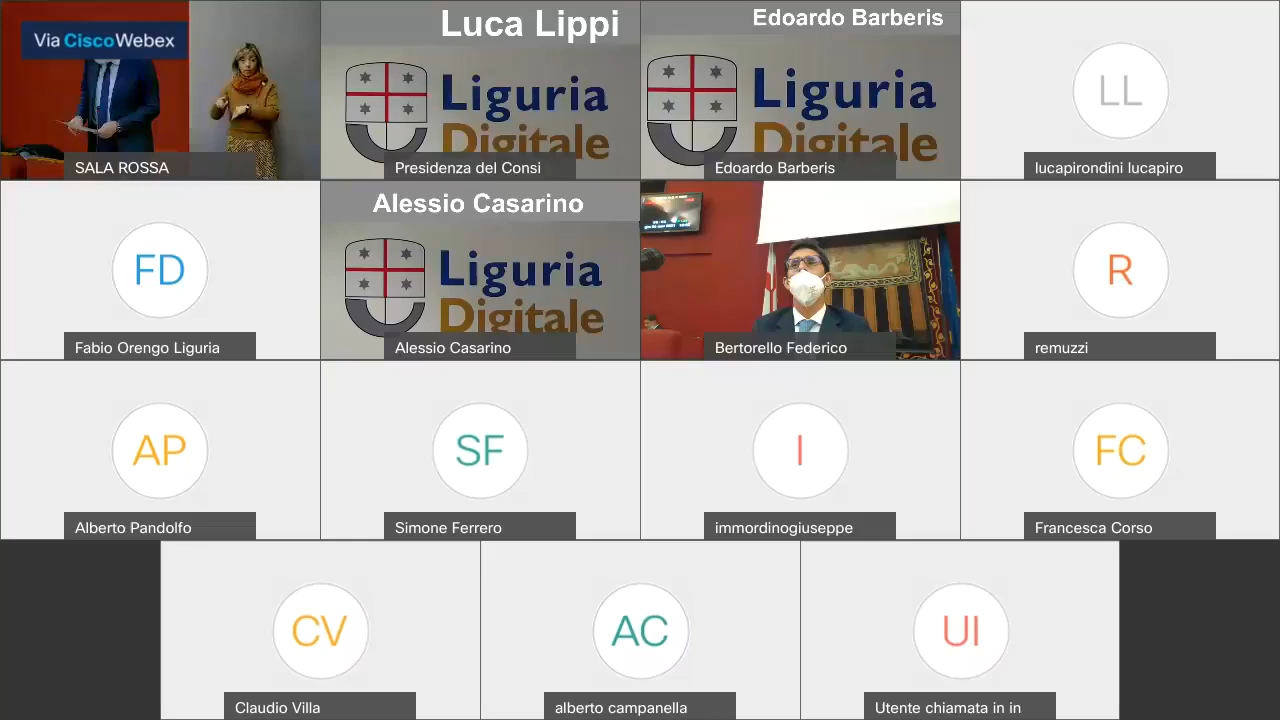 Via Cisco Webex
SALA ROSSA
Luca Lippi
Liguria
Digitale
Presidenza del Consi
Edoardo Barberis
Liguria
Digitale
Edoardo Barberis
LL
lucapirondini lucapiro
FD
Fabio Orengo Liguria
Alessio Casarino
Liguria
Digitale
Alessio Casarino
Bertorello Federico
R
remuzzi
AP
Alberto Pandolfo
SF
Simone Ferrero
I
immordinogiuseppe
FC
Francesca Corso
CV
Claudio Villa
AC
alberto campanella
UI
Utente chiamata in in